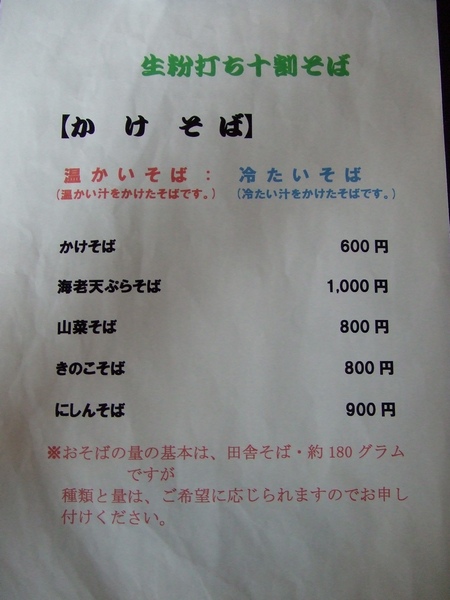 生粉打ち十割そば
【かけそば】
温かいそば： 冷たいそば
（温かい汁をかけたそばです。） （冷たい汁をかけたそばです。）
かけそば 600円
海老天ぷらそば 1,000円
山菜そば 800円
きのこそば 800円
にしんそば 900円
※おそばの量の基本は、田舎そば・約180グラム
ですが
種類と量は、ご希望に応じられますのでお申し
付けください。